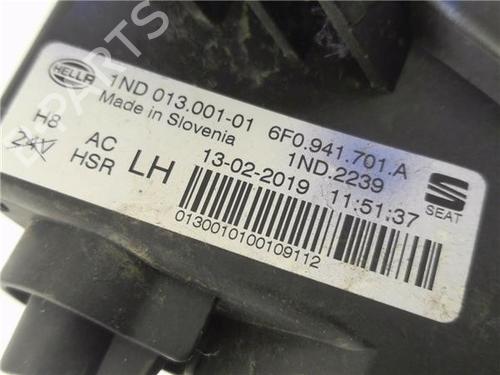 HELLA
1ND 013.001-01 6F0.941.701.A
Made in Slovenia 1ND.2239
H8 AC LH 13-02-2019 11:51:37
24V HSR
SEAT
0130010100109112